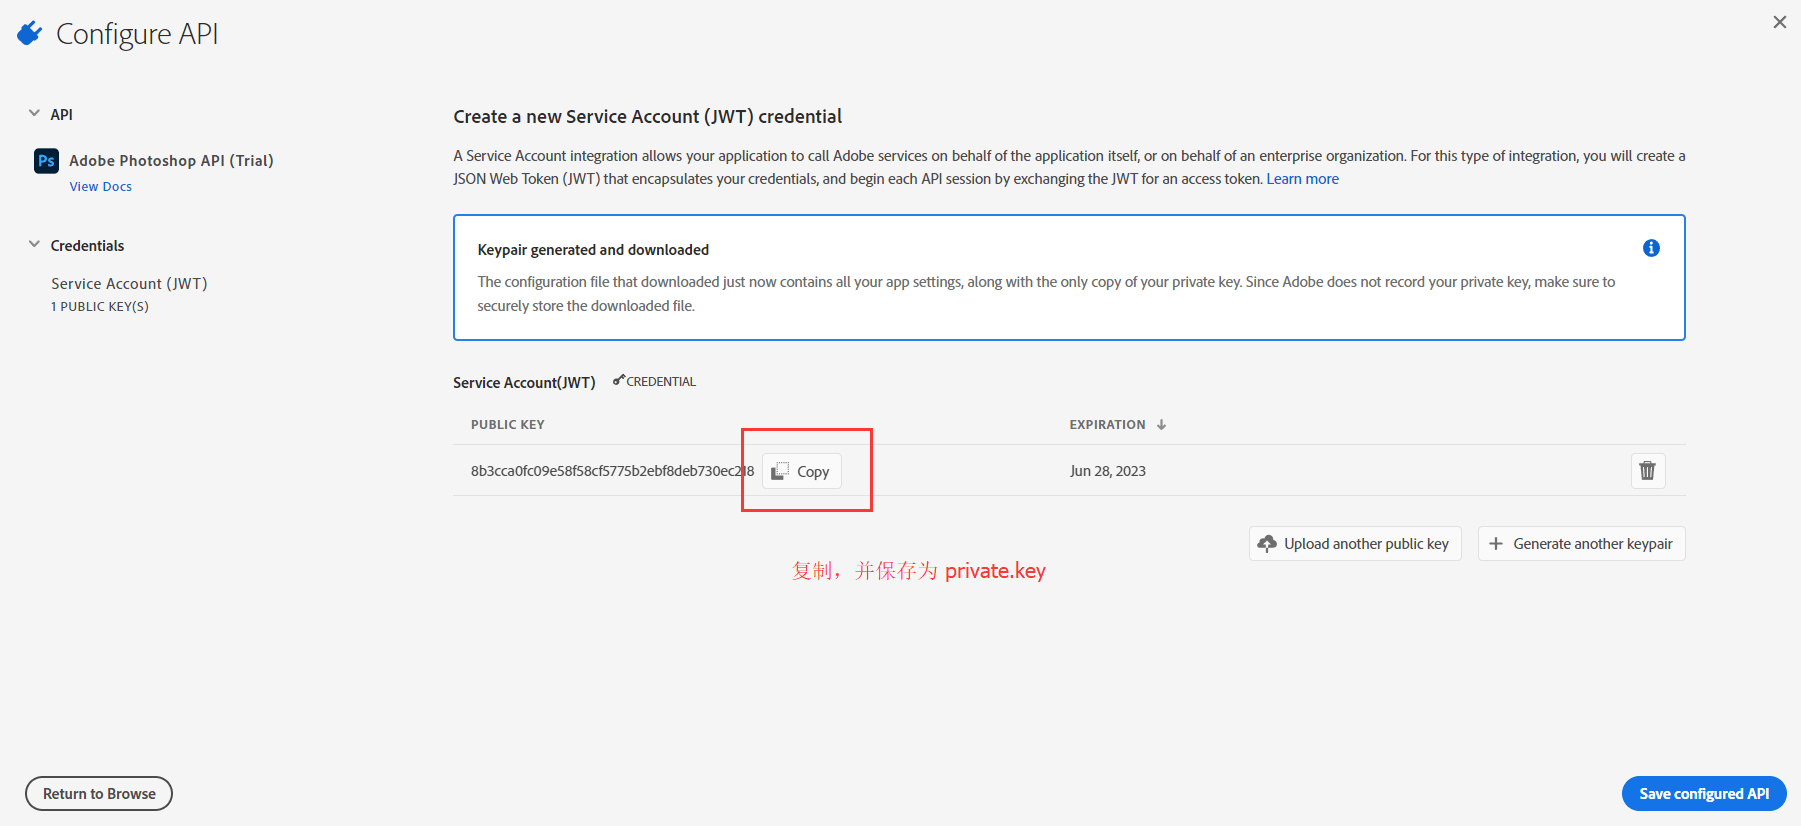 Configure API
API
Ps
Adobe Photoshop API (Trial)
View Docs
Credentials
Service Account (JWT)
1 PUBLIC KEY(S)
Create a new Service Account (JWT) credential
A Service Account integration allows your application to call Adobe services on behalf of the application itself, or on behalf of an enterprise organization. For this type of integration, you will create a
JSON Web Token (JWT) that encapsulates your credentials, and begin each API session by exchanging the JWT for an access token. Learn more
Keypair generated and downloaded
The configuration file that downloaded just now contains all your app settings, along with the only copy of your private key. Since Adobe does not record your private key, make sure to
securely store the downloaded file.
Service Account(JWT) CREDENTIAL
PUBLIC KEY EXPIRATION
8b3cca0fc09e58f58cf5775b2ebf8deb730ec218 Copy Jun 28, 2023
Upload another public key Generate another keypair
复制，并保存为 private.key
Return to Browse Save configured API